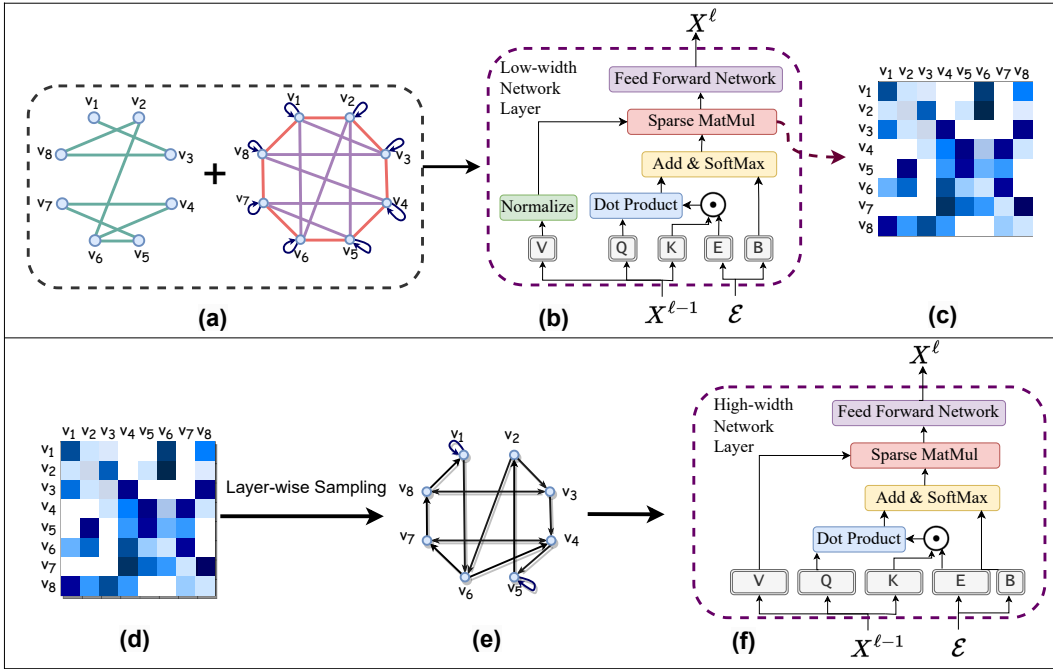 v1 v2
v8 v3
v7 v4
v6 v5
+
v1 v2
v8 v3
v7 v4
v6 v5
(a)
X^ℓ
Low-width
Network
Layer
Feed Forward Network
Sparse MatMul
Add & SoftMax
Normalize
Dot Product
V Q K E B
X^{ℓ-1} ℰ
(b)
v1 v2 v3 v4 v5 v6 v7 v8
v1
v2
v3
v4
v5
v6
v7
v8
(c)
v1 v2 v3 v4 v5 v6 v7 v8
v1
v2
v3
v4
v5
v6
v7
v8
(d)
Layer-wise Sampling
v1 v2
v8 v3
v7 v4
v6 v5
(e)
X^ℓ
High-width
Network
Layer
Feed Forward Network
Sparse MatMul
Add & SoftMax
Dot Product
V Q K E B
X^{ℓ-1} ℰ
(f)